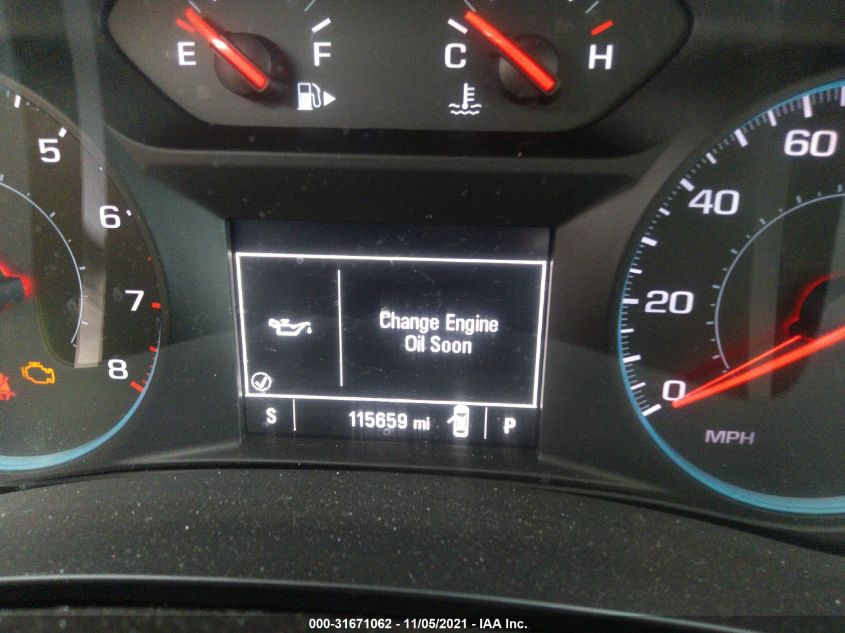 E F
C H
5
6
7
8
60
40
20
0
MPH
Change Engine
Oil Soon
S 115659 mi P
000-31671062 - 11/05/2021 - IAA Inc.